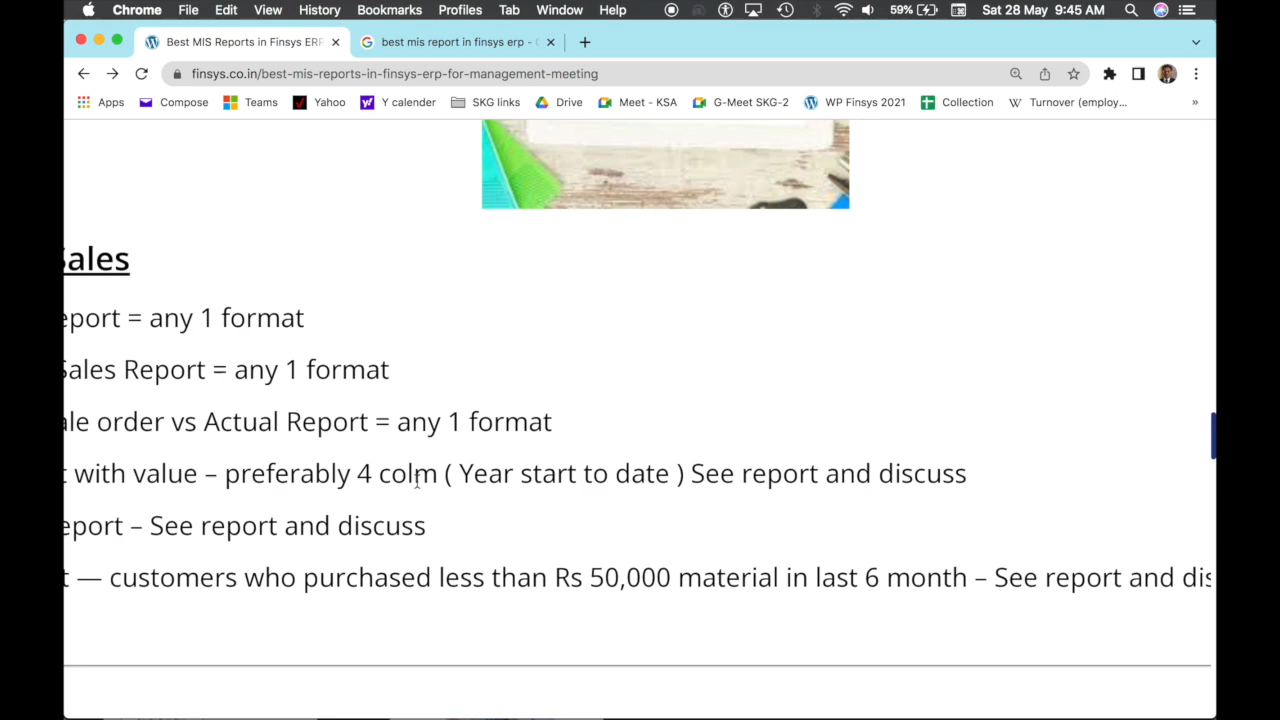 Chrome File Edit View History Bookmarks Profiles Tab Window Help 59% Sat 28 May 9:45 AM
Best MIS Reports in Finsys ERP best mis report in finsys erp -
finsys.co.in/best-mis-reports-in-finsys-erp-for-management-meeting
Apps Compose Teams Yahoo Y calender SKG links Drive Meet - KSA G-Meet SKG-2 WP Finsys 2021 Collection Turnover (employ... »
Sales
eport = any 1 format
Sales Report = any 1 format
ale order vs Actual Report = any 1 format
t with value – preferably 4 colm ( Year start to date ) See report and discuss
eport – See report and discuss
t — customers who purchased less than Rs 50,000 material in last 6 month – See report and dis